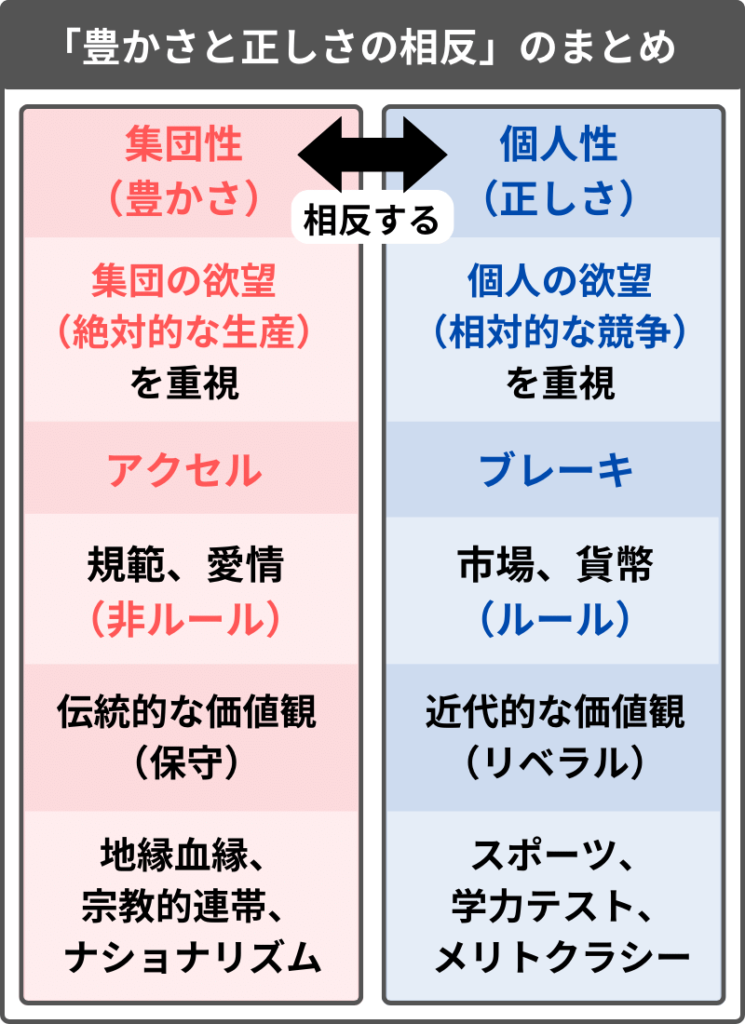 「豊かさと正しさの相反」のまとめ
集団性
（豊かさ）
個人性
（正しさ）
相反する
集団の欲望
（絶対的な生産）
を重視
個人の欲望
（相対的な競争）
を重視
アクセル
ブレーキ
規範、愛情
（非ルール）
市場、貨幣
（ルール）
伝統的な価値観
（保守）
近代的な価値観
（リベラル）
地縁血縁、
宗教的連帯、
ナショナリズム
スポーツ、
学力テスト、
メリトクラシー